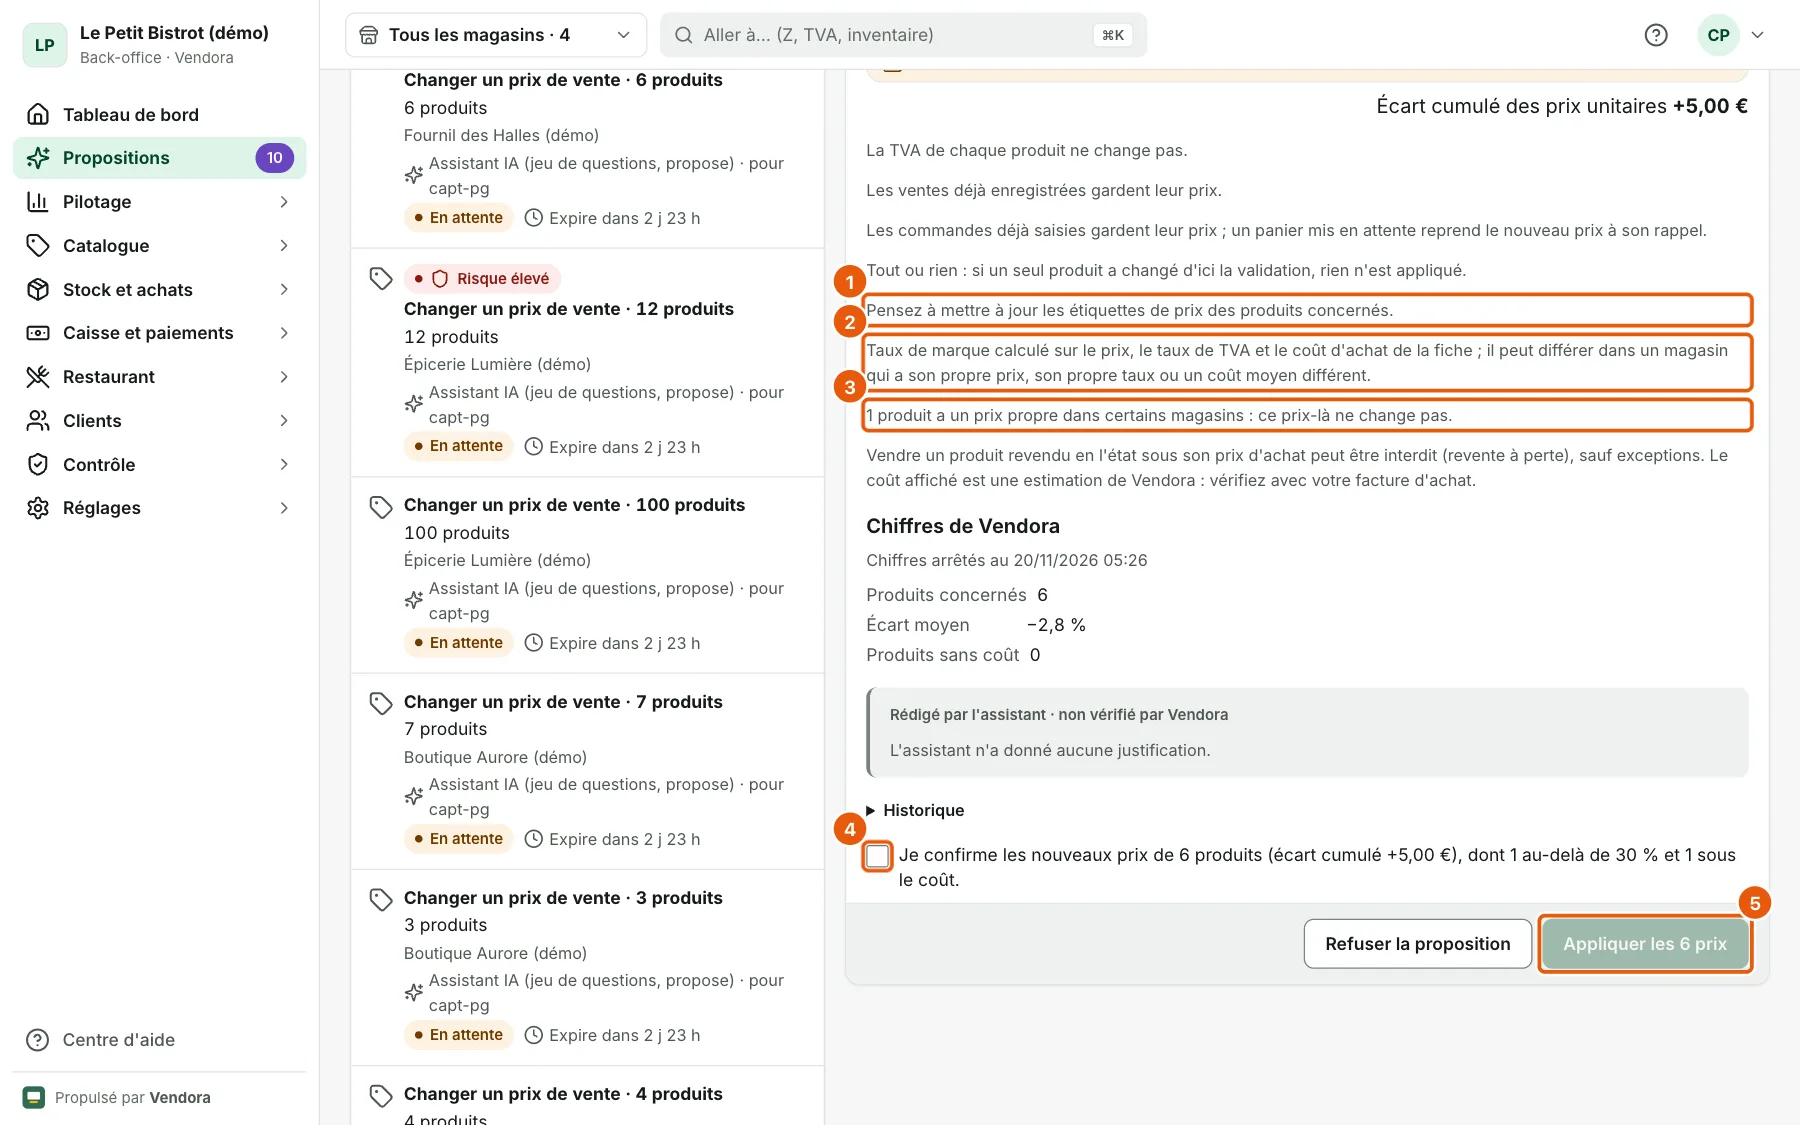 LP
Le Petit Bistrot (démo)
Back-office · Vendora
Tous les magasins · 4
Aller à... (Z, TVA, inventaire)
⌘K
CP
Tableau de bord
Propositions
10
Pilotage
Catalogue
Stock et achats
Caisse et paiements
Restaurant
Clients
Contrôle
Réglages
Centre d'aide
Propulsé par Vendora
Changer un prix de vente · 6 produits
6 produits
Fournil des Halles (démo)
Assistant IA (jeu de questions, propose) · pour
capt-pg
En attente
Expire dans 2 j 23 h
Risque élevé
Changer un prix de vente · 12 produits
12 produits
Épicerie Lumière (démo)
Assistant IA (jeu de questions, propose) · pour
capt-pg
En attente
Expire dans 2 j 23 h
Changer un prix de vente · 100 produits
100 produits
Épicerie Lumière (démo)
Assistant IA (jeu de questions, propose) · pour
capt-pg
En attente
Expire dans 2 j 23 h
Changer un prix de vente · 7 produits
7 produits
Boutique Aurore (démo)
Assistant IA (jeu de questions, propose) · pour
capt-pg
En attente
Expire dans 2 j 23 h
Changer un prix de vente · 3 produits
3 produits
Boutique Aurore (démo)
Assistant IA (jeu de questions, propose) · pour
capt-pg
En attente
Expire dans 2 j 23 h
Changer un prix de vente · 4 produits
4 produits
Écart cumulé des prix unitaires +5,00 €
La TVA de chaque produit ne change pas.
Les ventes déjà enregistrées gardent leur prix.
Les commandes déjà saisies gardent leur prix ; un panier mis en attente reprend le nouveau prix à son rappel.
Tout ou rien : si un seul produit a changé d'ici la validation, rien n'est appliqué.
1
Pensez à mettre à jour les étiquettes de prix des produits concernés.
2
Taux de marque calculé sur le prix, le taux de TVA et le coût d'achat de la fiche ; il peut différer dans un magasin
qui a son propre prix, son propre taux ou un coût moyen différent.
3
1 produit a un prix propre dans certains magasins : ce prix-là ne change pas.
Vendre un produit revendu en l'état sous son prix d'achat peut être interdit (revente à perte), sauf exceptions. Le
coût affiché est une estimation de Vendora : vérifiez avec votre facture d'achat.
Chiffres de Vendora
Chiffres arrêtés au 20/11/2026 05:26
Produits concernés 6
Écart moyen −2,8 %
Produits sans coût 0
Rédigé par l'assistant · non vérifié par Vendora
L'assistant n'a donné aucune justification.
Historique
4
Je confirme les nouveaux prix de 6 produits (écart cumulé +5,00 €), dont 1 au-delà de 30 % et 1 sous
le coût.
5
Refuser la proposition
Appliquer les 6 prix